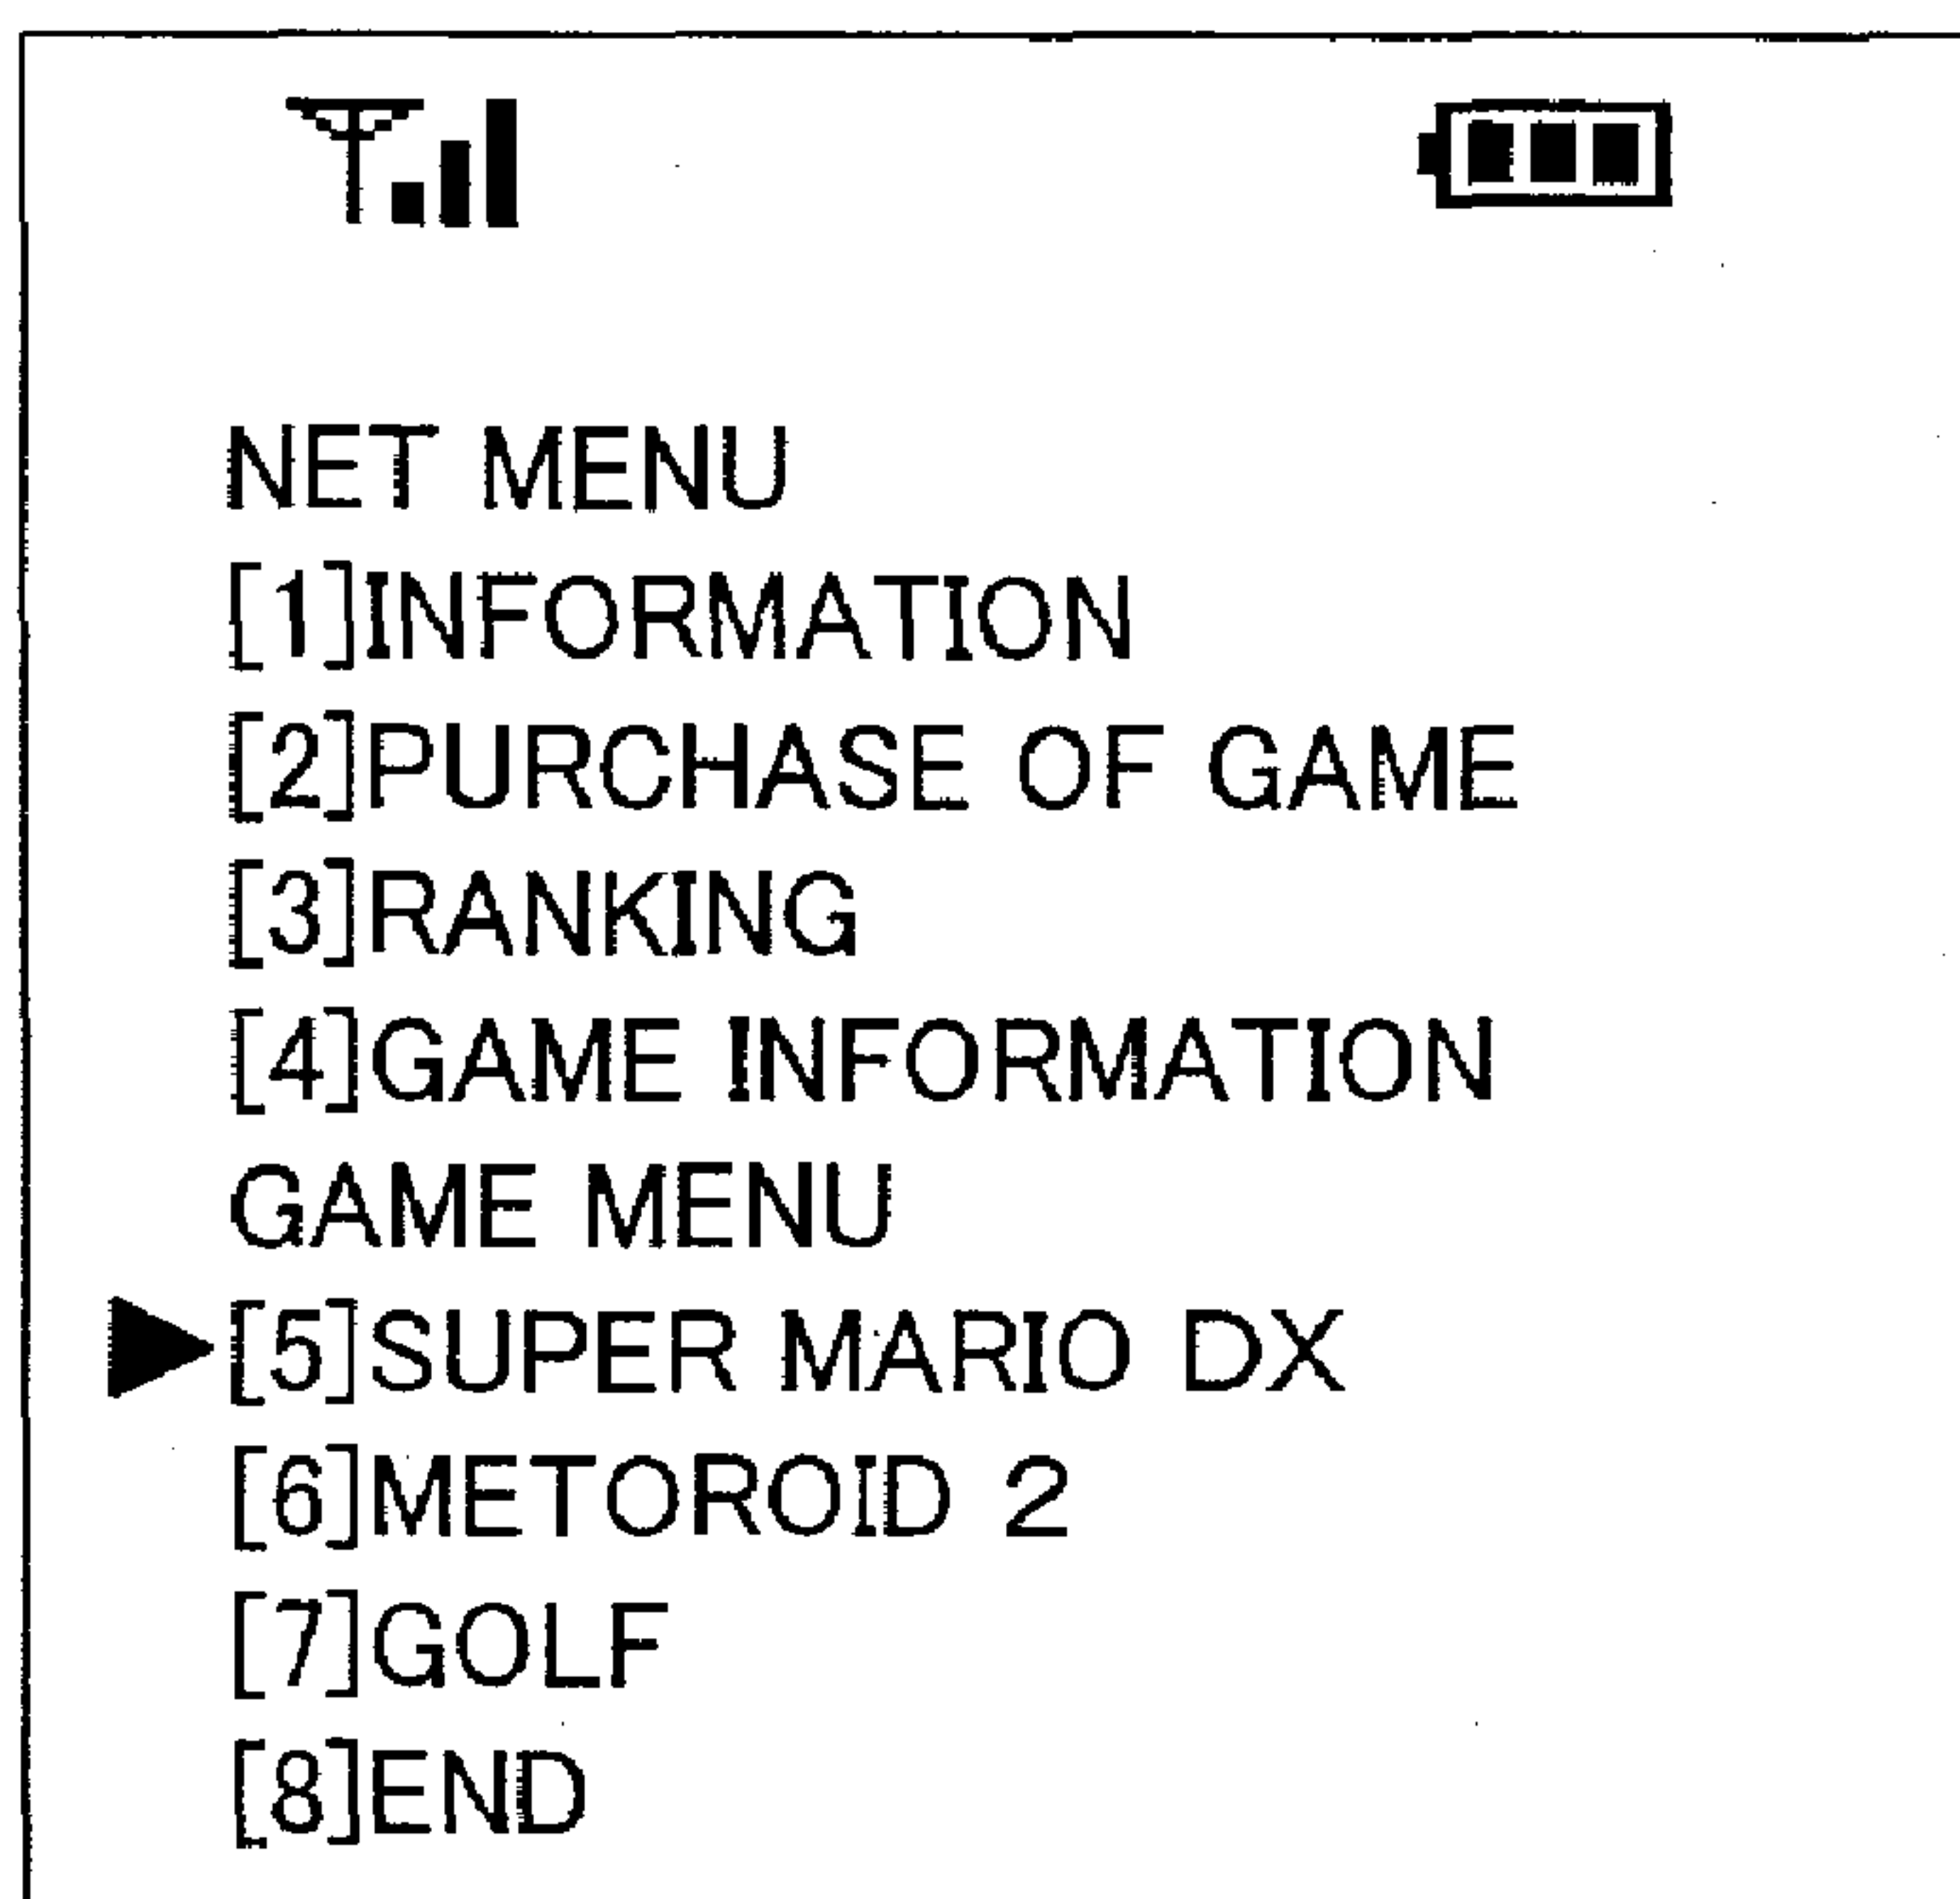 NET MENU
[1]INFORMATION
[2]PURCHASE OF GAME
[3]RANKING
[4]GAME INFORMATION
GAME MENU
[5]SUPER MARIO DX
[6]METOROID 2
[7]GOLF
[8]END